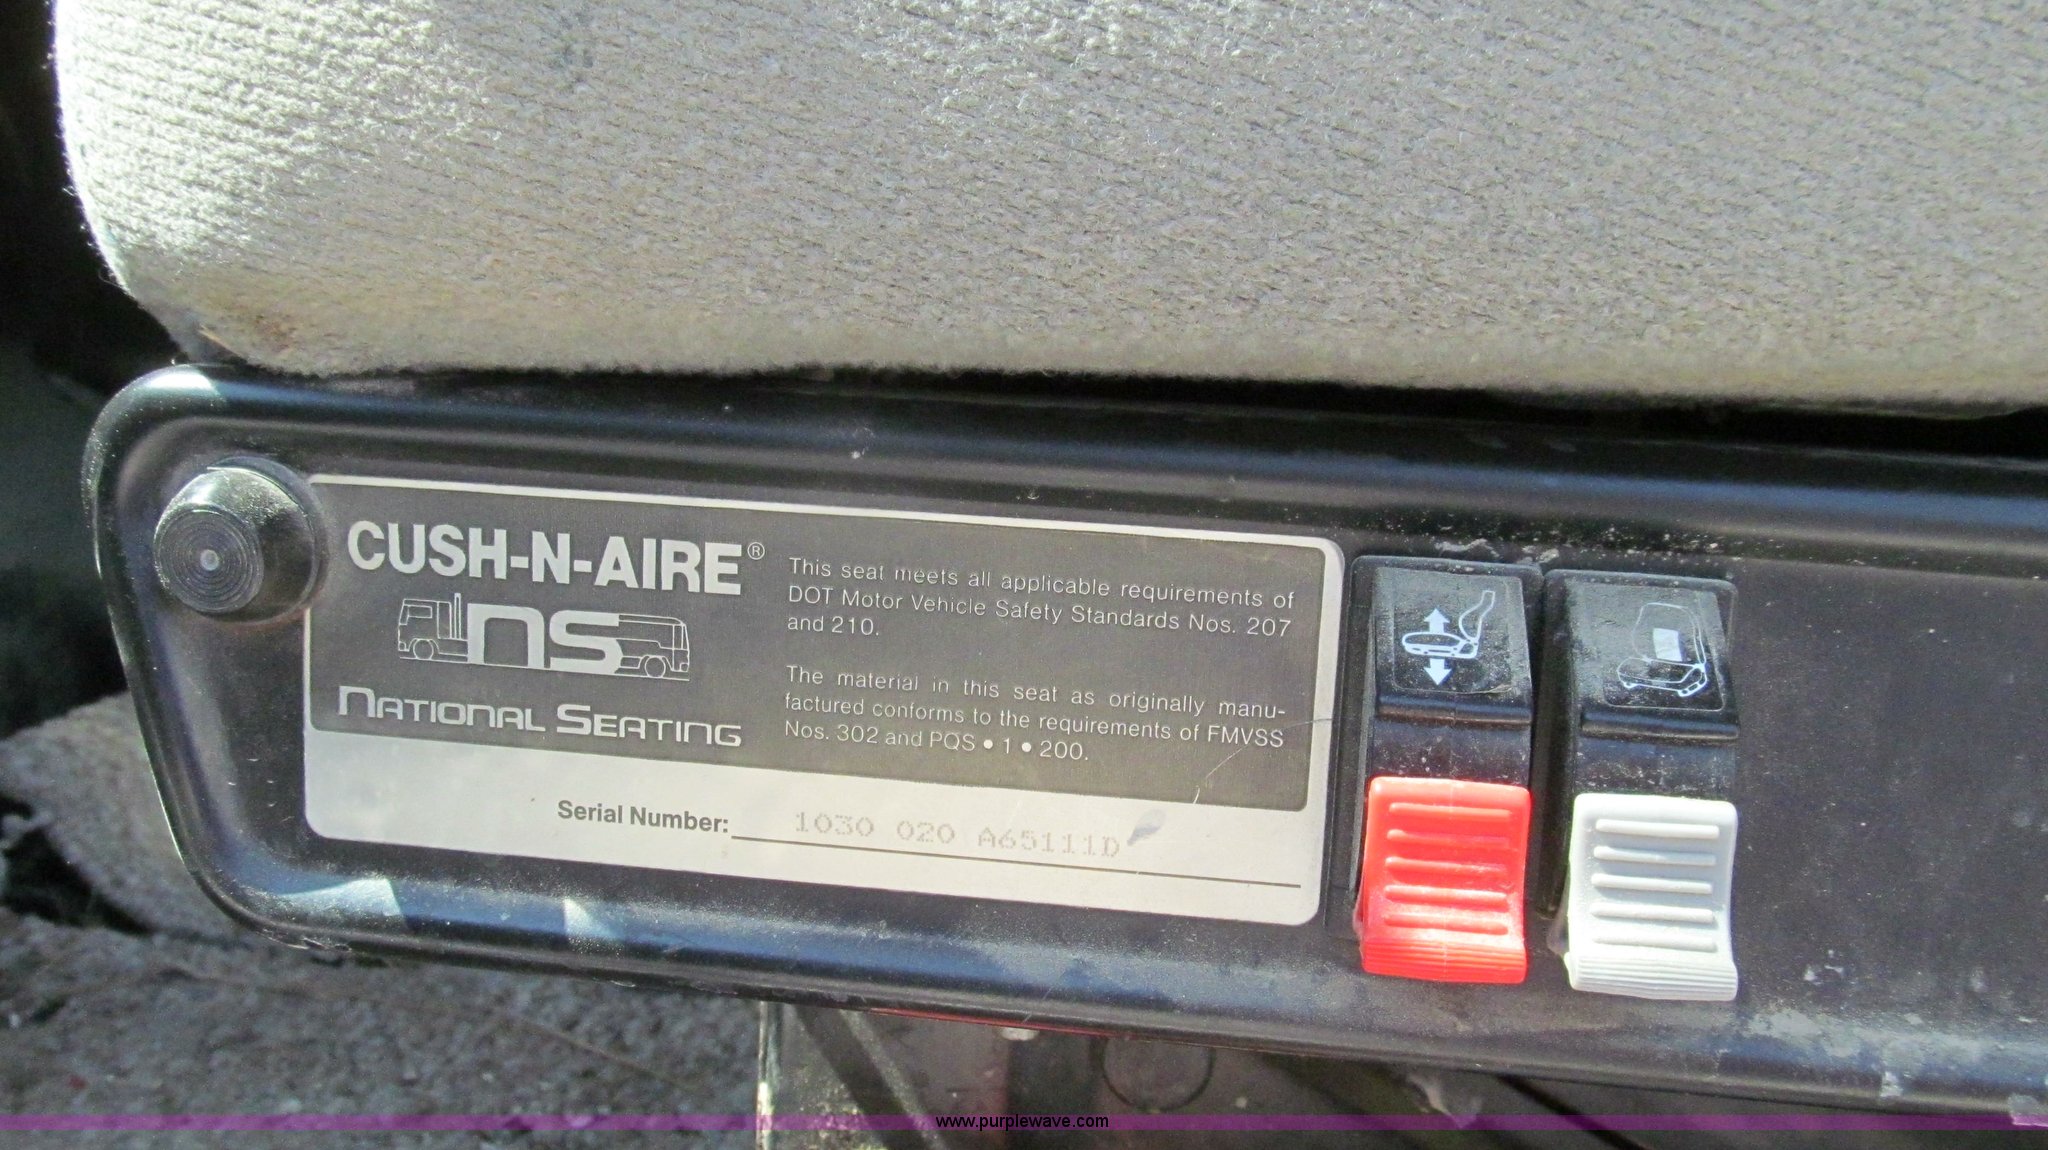 CUSH-N-AIRE®
ns
NATIONAL SEATING
This seat meets all applicable requirements of
DOT Motor Vehicle Safety Standards Nos. 207
and 210.
The material in this seat as originally manu-
factured conforms to the requirements of FMVSS
Nos. 302 and PQS • 1 • 200.
Serial Number: 1030 020 A65111D
www.purplewave.com